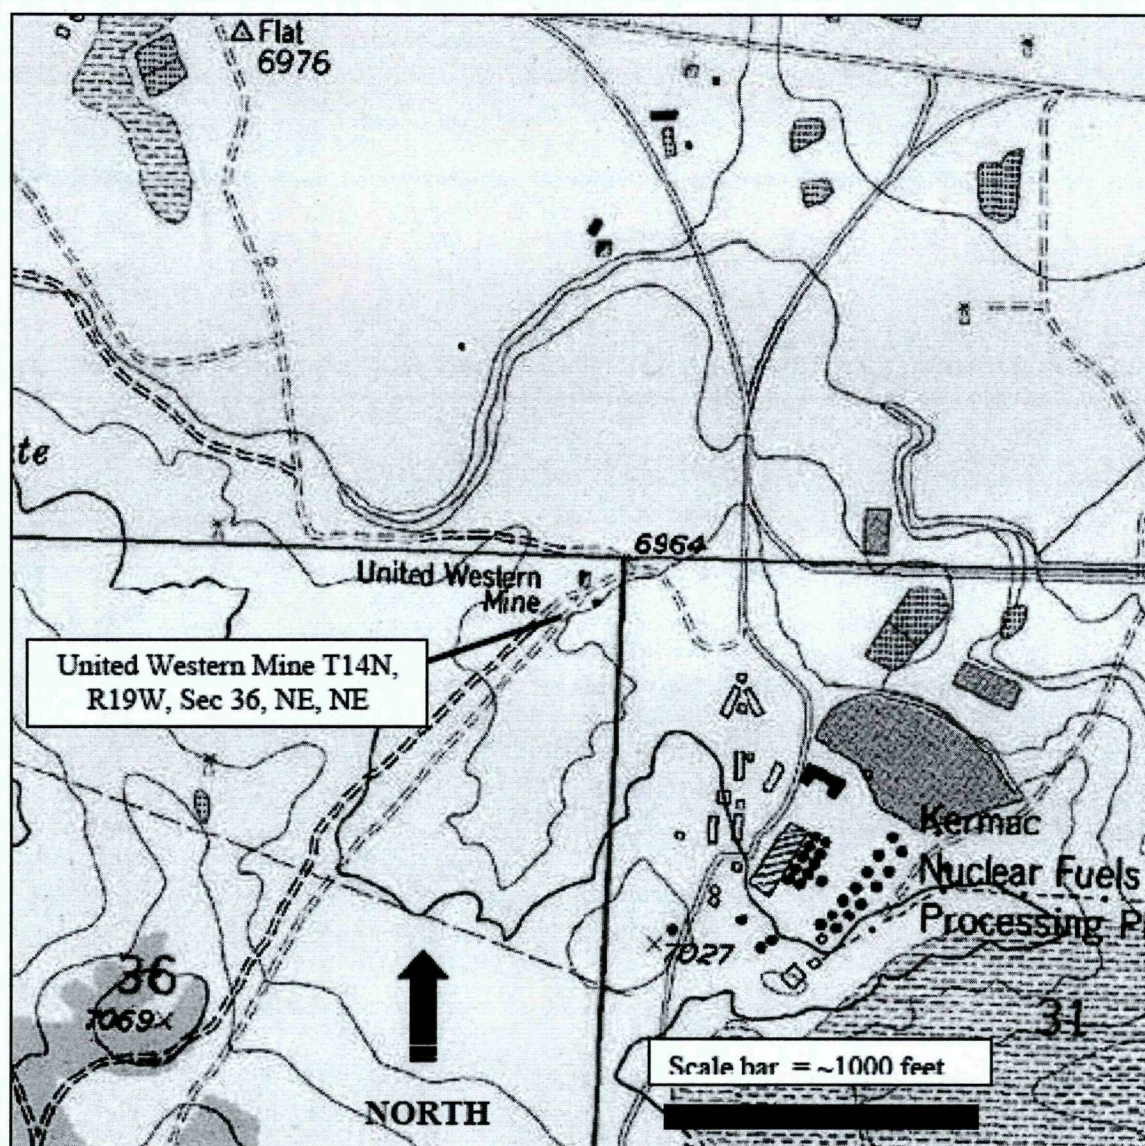 Flat
6976
te
6964
United Western
Mine
United Western Mine T14N,
R19W, Sec 36, NE, NE
Kermac
Nuclear Fuels
Processing P
7027
36
7069
31
Scale bar = ~1000 feet
NORTH